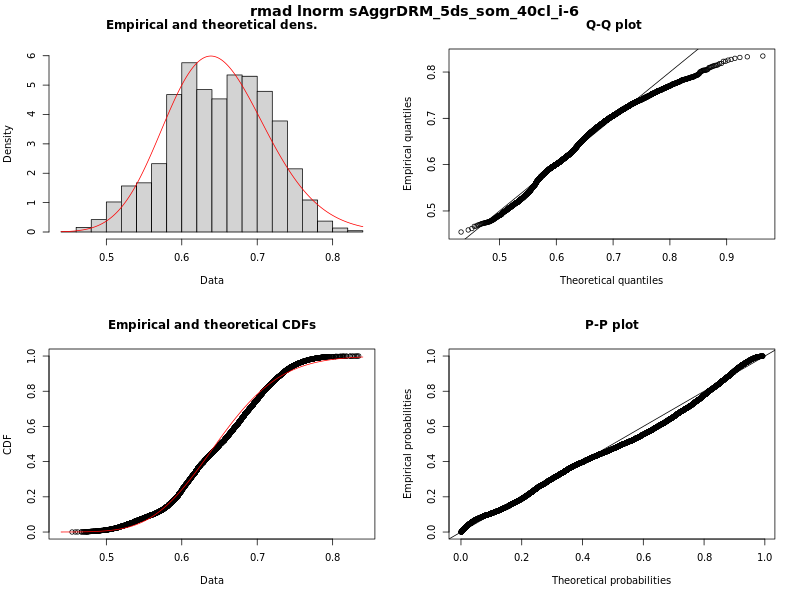 rmad lnorm sAggrDRM_5ds_som_40cl_i-6
Empirical and theoretical dens.
Density
0 1 2 3 4 5 6
0.5 0.6 0.7 0.8
Data
Q-Q plot
Empirical quantiles
0.5 0.6 0.7 0.8
0.5 0.6 0.7 0.8 0.9
Theoretical quantiles
Empirical and theoretical CDFs
CDF
0.0 0.2 0.4 0.6 0.8 1.0
0.5 0.6 0.7 0.8
Data
P-P plot
Empirical probabilities
0.0 0.2 0.4 0.6 0.8 1.0
0.0 0.2 0.4 0.6 0.8 1.0
Theoretical probabilities